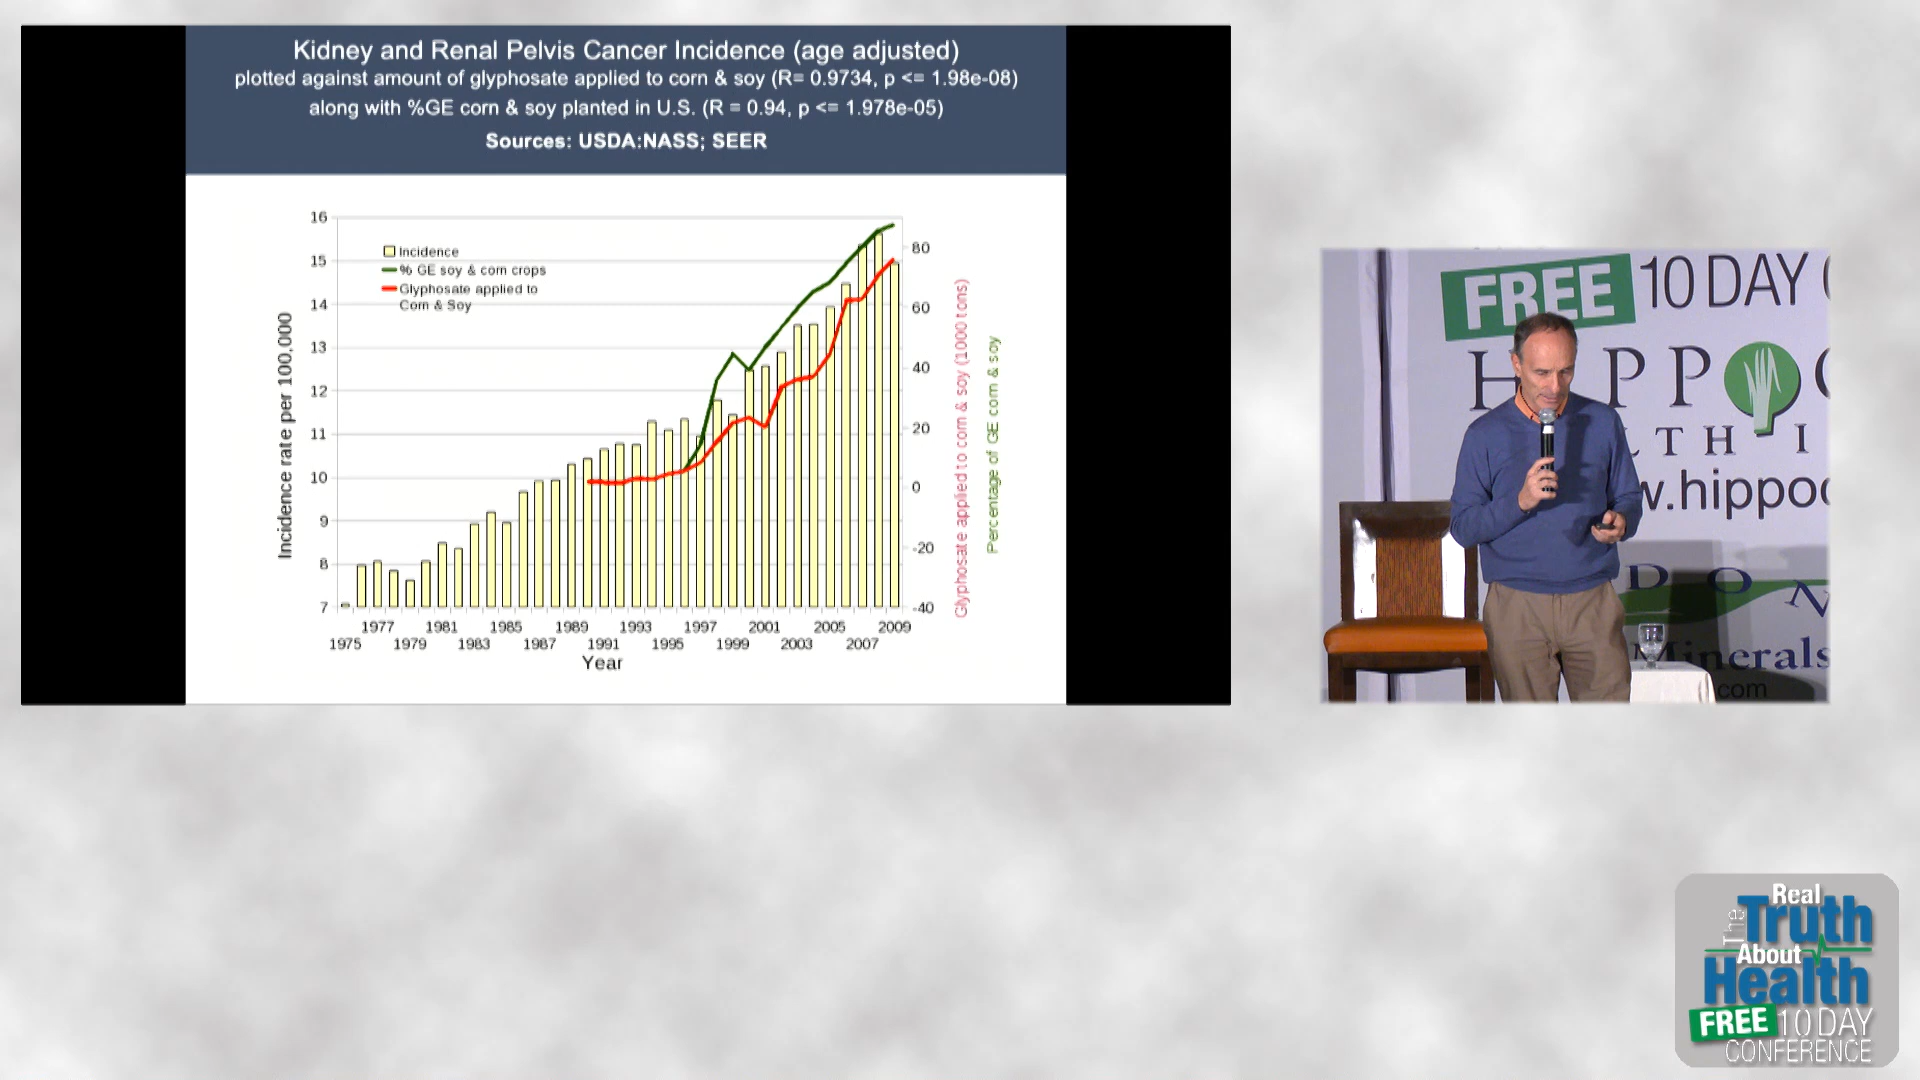 Kidney and Renal Pelvis Cancer Incidence (age adjusted)
plotted against amount of glyphosate applied to corn & soy (R= 0.9734, p <= 1.98e-08)
along with %GE corn & soy planted in U.S. (R = 0.94, p <= 1.978e-05)
Sources: USDA:NASS; SEER
Incidence
% GE soy & corn crops
Glyphosate applied to
Corn & Soy
Incidence rate per 100,000
16
15
14
13
12
11
10
9
8
7
80
60
40
20
0
-20
-40
Glyphosate applied to corn & soy (1000 tons)
Percentage of GE corn & soy
1977 1981 1985 1989 1993 1997 2001 2005 2009
1975 1979 1983 1987 1991 1995 1999 2003 2007
Year
FREE 10 DAY
H PP
LTH I
w.hippoc
DON
Minerals
com
The Real
Truth
About
Health
FREE 10 DAY
CONFERENCE